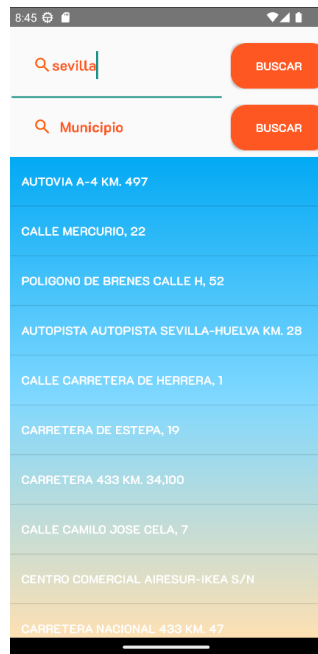 8:45
sevilla
BUSCAR
Municipio
BUSCAR
AUTOVIA A-4 KM. 497
CALLE MERCURIO, 22
POLIGONO DE BRENES CALLE H, 52
AUTOPISTA AUTOPISTA SEVILLA-HUELVA KM. 28
CALLE CARRETERA DE HERRERA, 1
CARRETERA DE ESTEPA, 19
CARRETERA 433 KM. 34,100
CALLE CAMILO JOSE CELA, 7
CENTRO COMERCIAL AIRESUR-IKEA S/N
CARRETERA NACIONAL 433 KM. 47